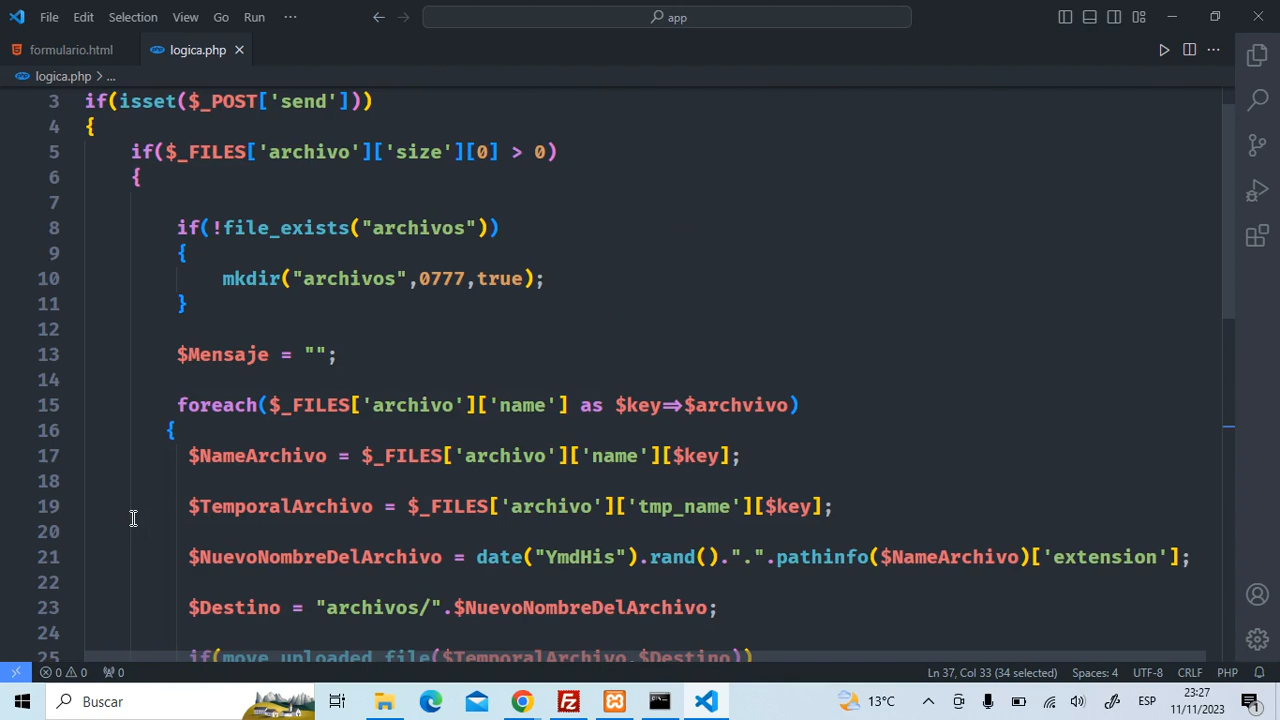 File Edit Selection View Go Run ··· app
formulario.html logica.php
logica.php > ...
3 if(isset($_POST['send']))
4 {
5 if($_FILES['archivo']['size'][0] > 0)
6 {
7
8 if(!file_exists("archivos"))
9 {
10 mkdir("archivos",0777,true);
11 }
12
13 $Mensaje = "";
14
15 foreach($_FILES['archivo']['name'] as $key=>$archvivo)
16 {
17 $NameArchivo = $_FILES['archivo']['name'][$key];
18
19 $TemporalArchivo = $_FILES['archivo']['tmp_name'][$key];
20
21 $NuevoNombreDelArchivo = date("YmdHis").rand().".".pathinfo($NameArchivo)['extension'];
22
23 $Destino = "archivos/".$NuevoNombreDelArchivo;
24
25 if(move_uploaded_file($TemporalArchivo,$Destino))
0 0 0 Ln 37, Col 33 (34 selected) Spaces: 4 UTF-8 CRLF PHP
Buscar 13°C ESP 23:27
11/11/2023 1